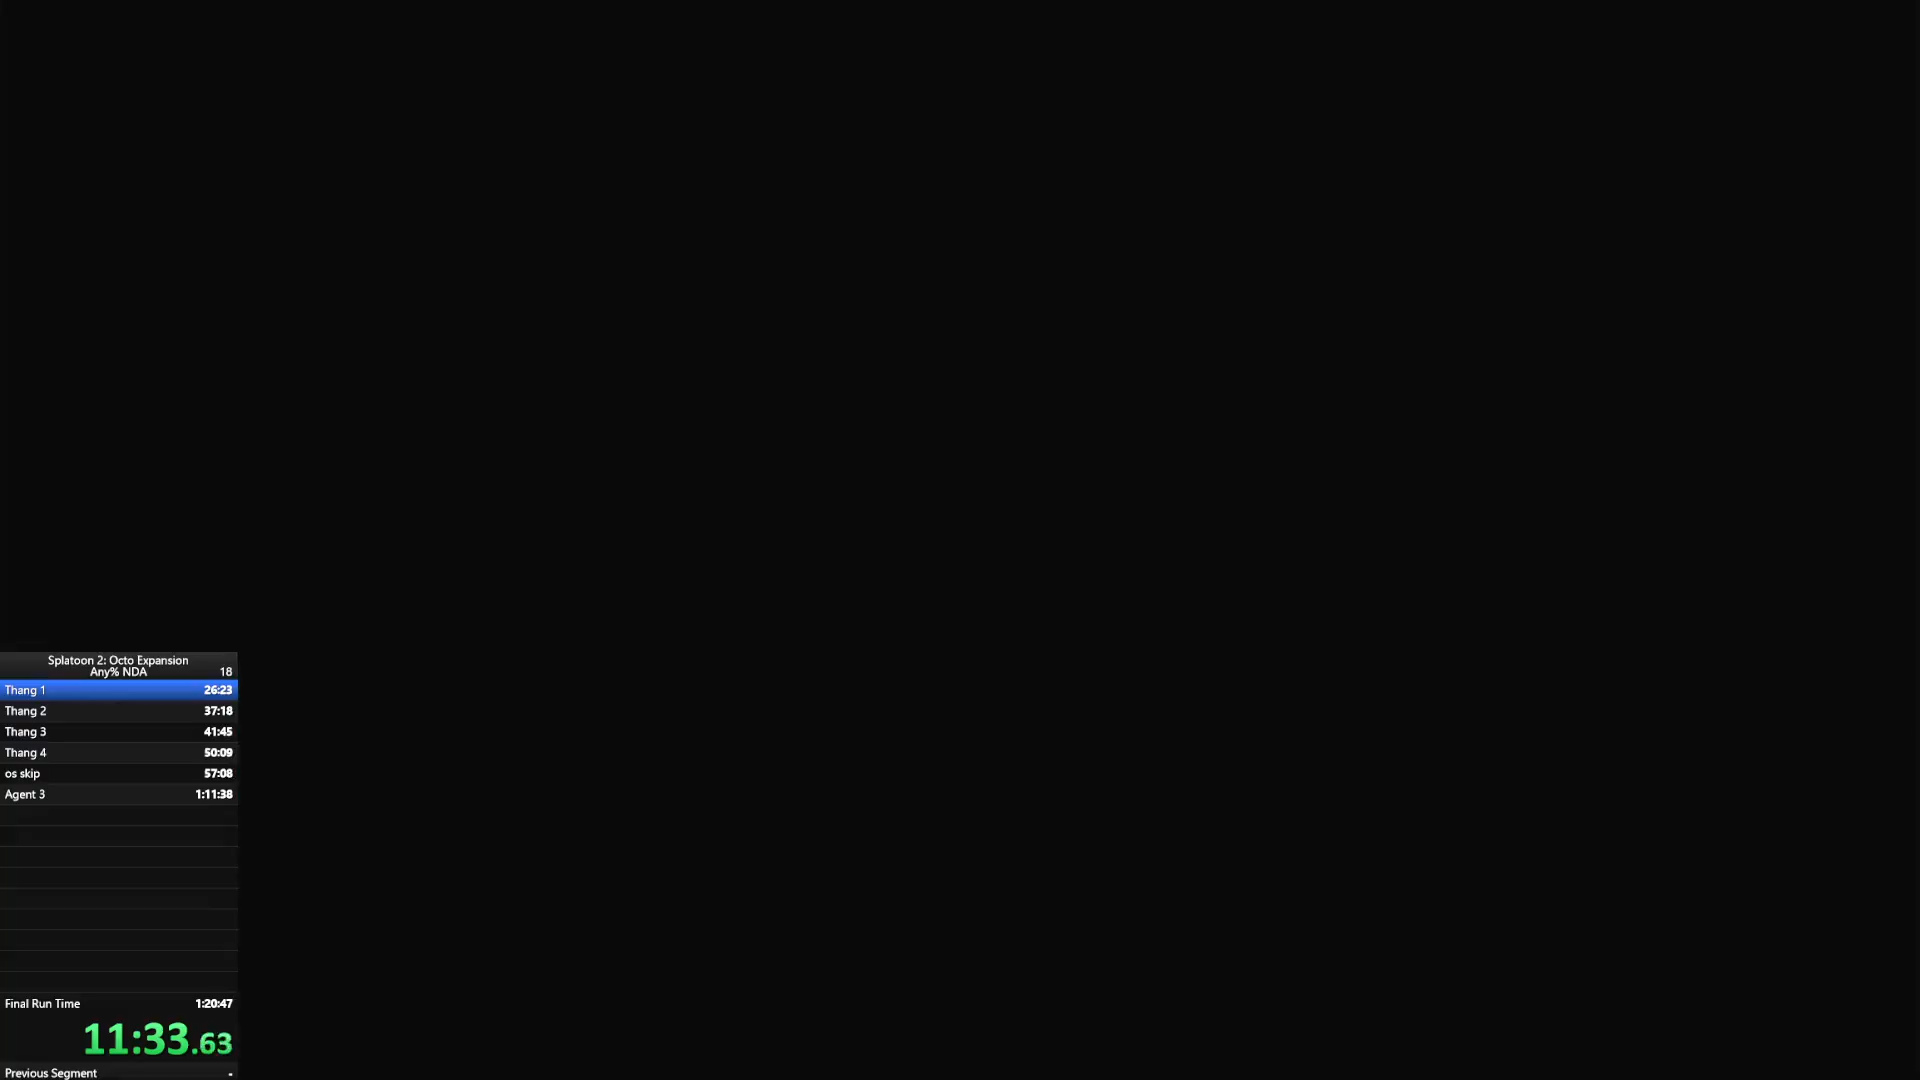 Splatoon 2: Octo Expansion
Any% NDA 18
Thang 1 26:23
Thang 2 37:18
Thang 3 41:45
Thang 4 50:09
os skip 57:08
Agent 3 1:11:38
Final Run Time 1:20:47
11:33.63
Previous Segment -